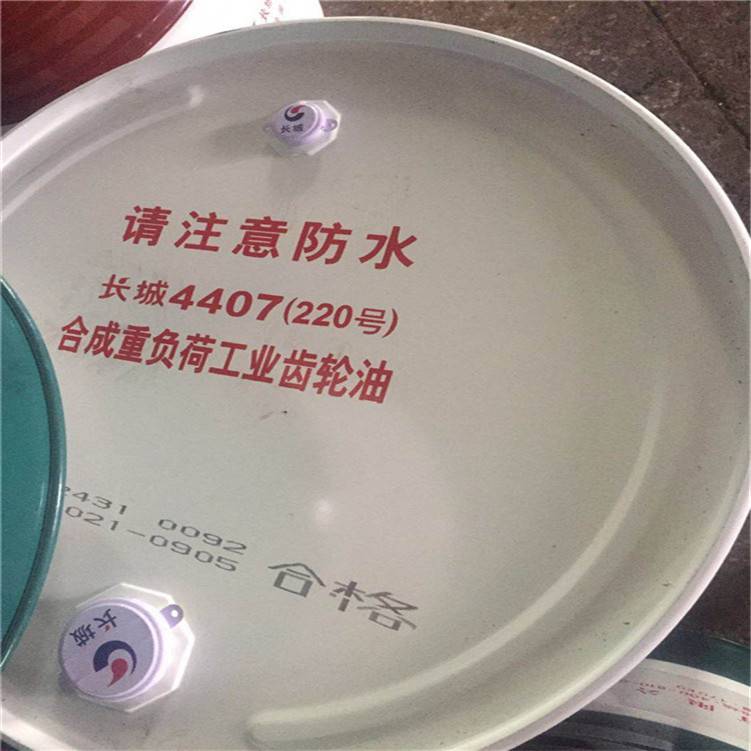 长城
请注意防水
长城4407(220号)
合成重负荷工业齿轮油
2431 0092
021-0905
合格
长城